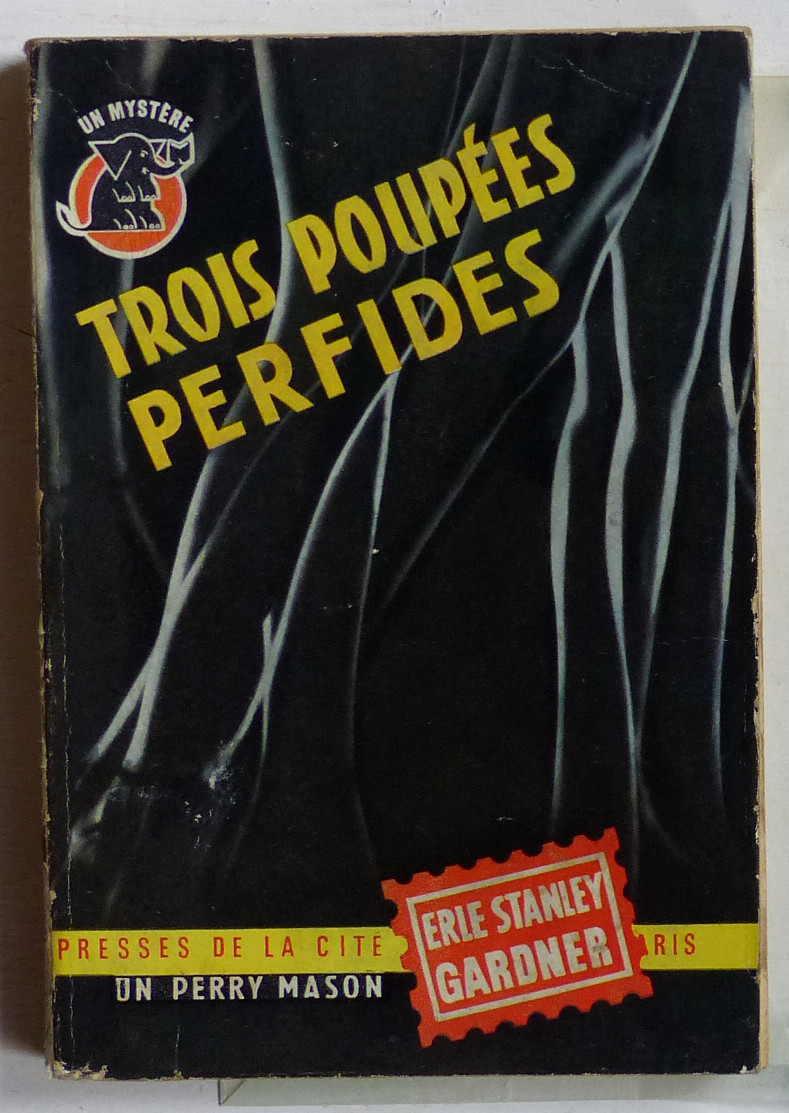 UN MYSTÈRE
TROIS POUPÉES
PERFIDES
ERLE STANLEY
GARDNER
PRESSES DE LA CITÉ
RIS
UN PERRY MASON